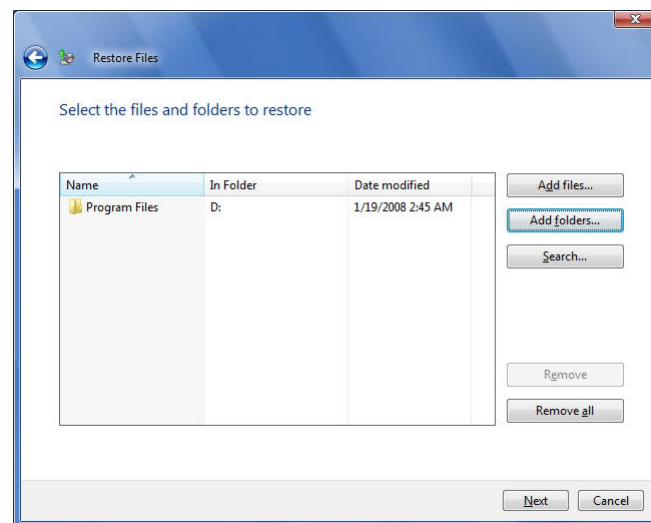 Restore Files
Select the files and folders to restore
Name In Folder Date modified
Program Files D: 1/19/2008 2:45 AM
Add files...
Add folders...
Search...
Remove
Remove all
Next Cancel